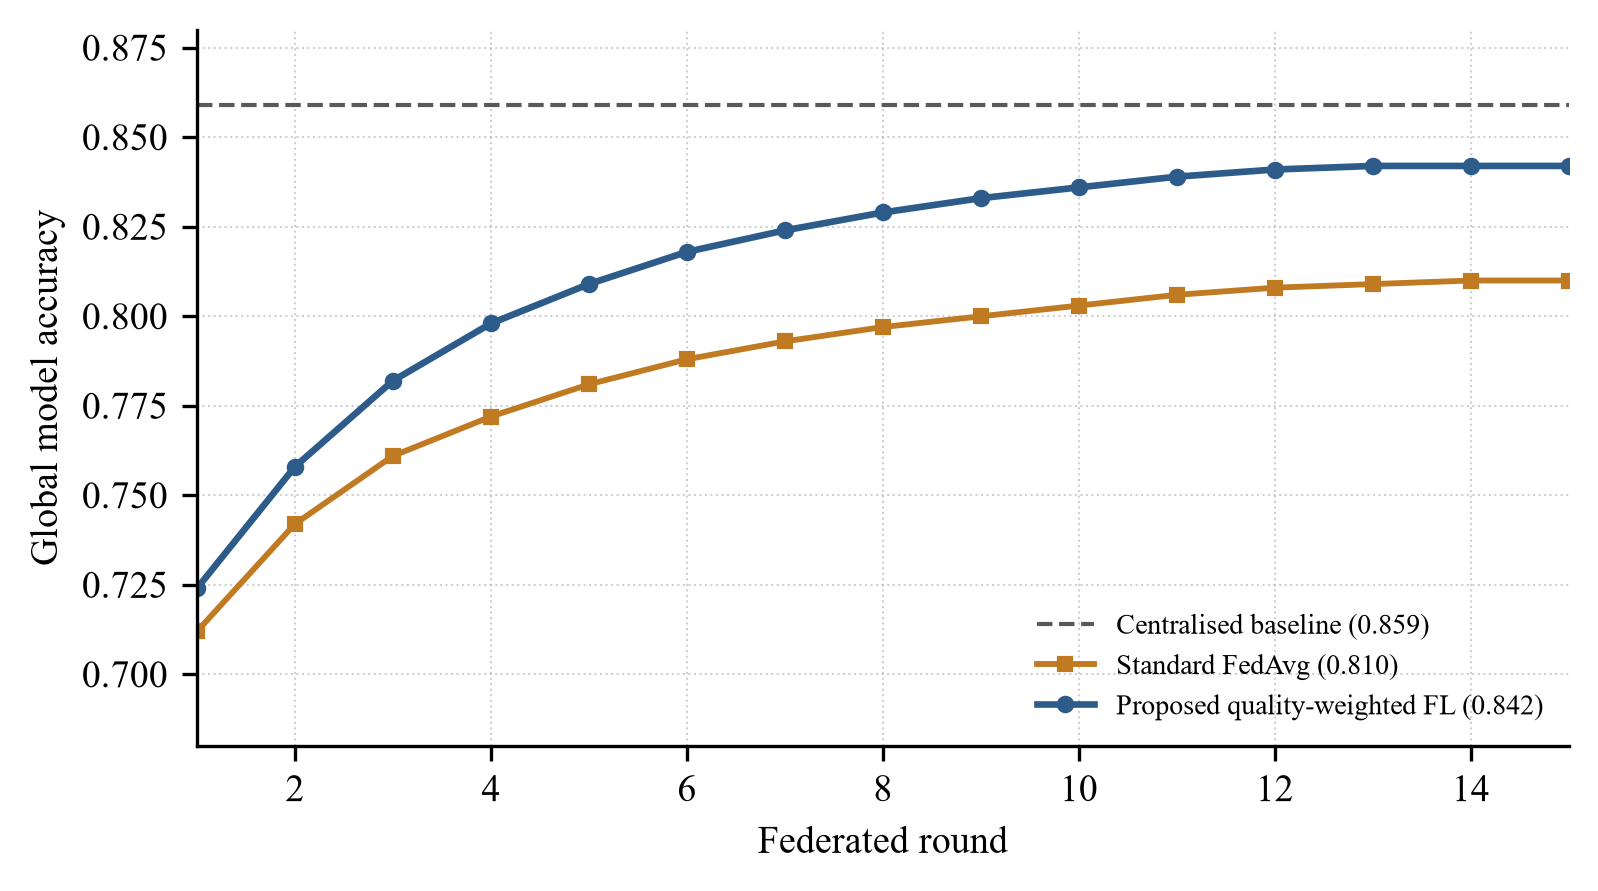 0.875
0.850
0.825
0.800
0.775
0.750
0.725
0.700
Global model accuracy
Centralised baseline (0.859)
Standard FedAvg (0.810)
Proposed quality-weighted FL (0.842)
2 4 6 8 10 12 14
Federated round